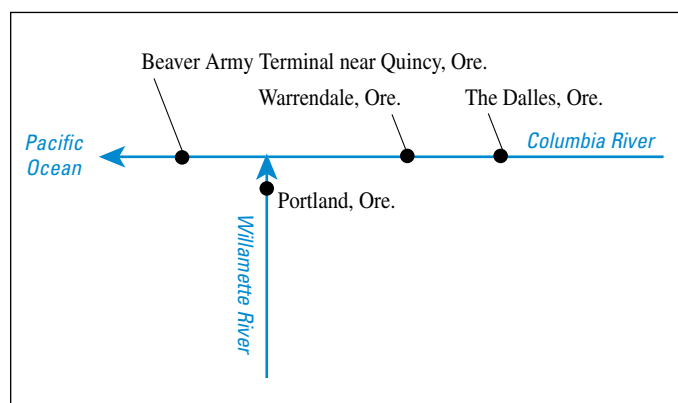 Beaver Army Terminal near Quincy, Ore.
Warrendale, Ore.
The Dalles, Ore.
Pacific
Ocean
Columbia River
Portland, Ore.
Willamette River